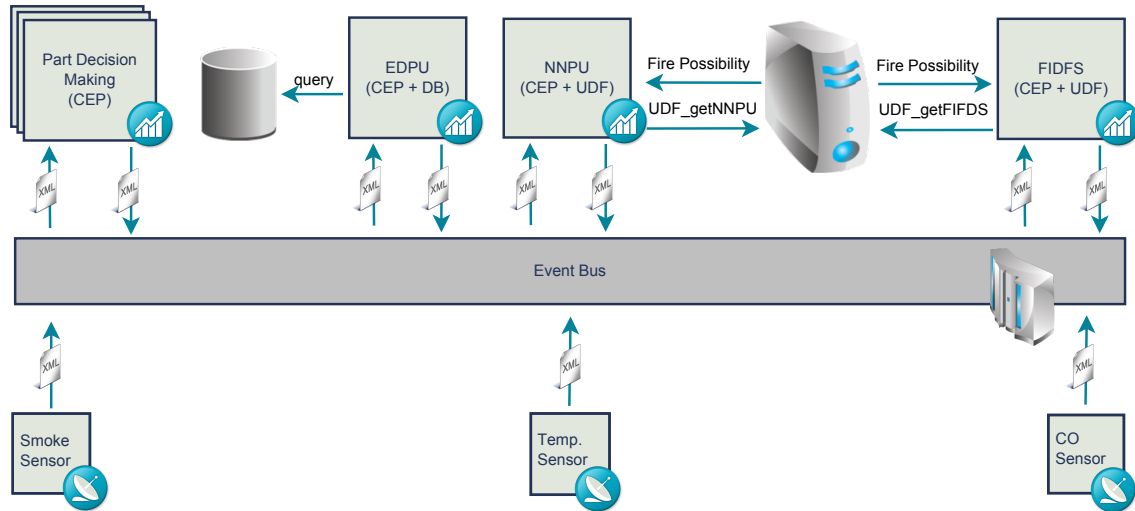 Part Decision
Making
(CEP)
query
EDPU
(CEP + DB)
NNPU
(CEP + UDF)
Fire Possibility
UDF_getNNPU
Fire Possibility
UDF_getFIFDS
FIDFS
(CEP + UDF)
XML
XML
XML
XML
XML
XML
XML
XML
Event Bus
XML
XML
XML
Smoke
Sensor
Temp.
Sensor
CO
Sensor